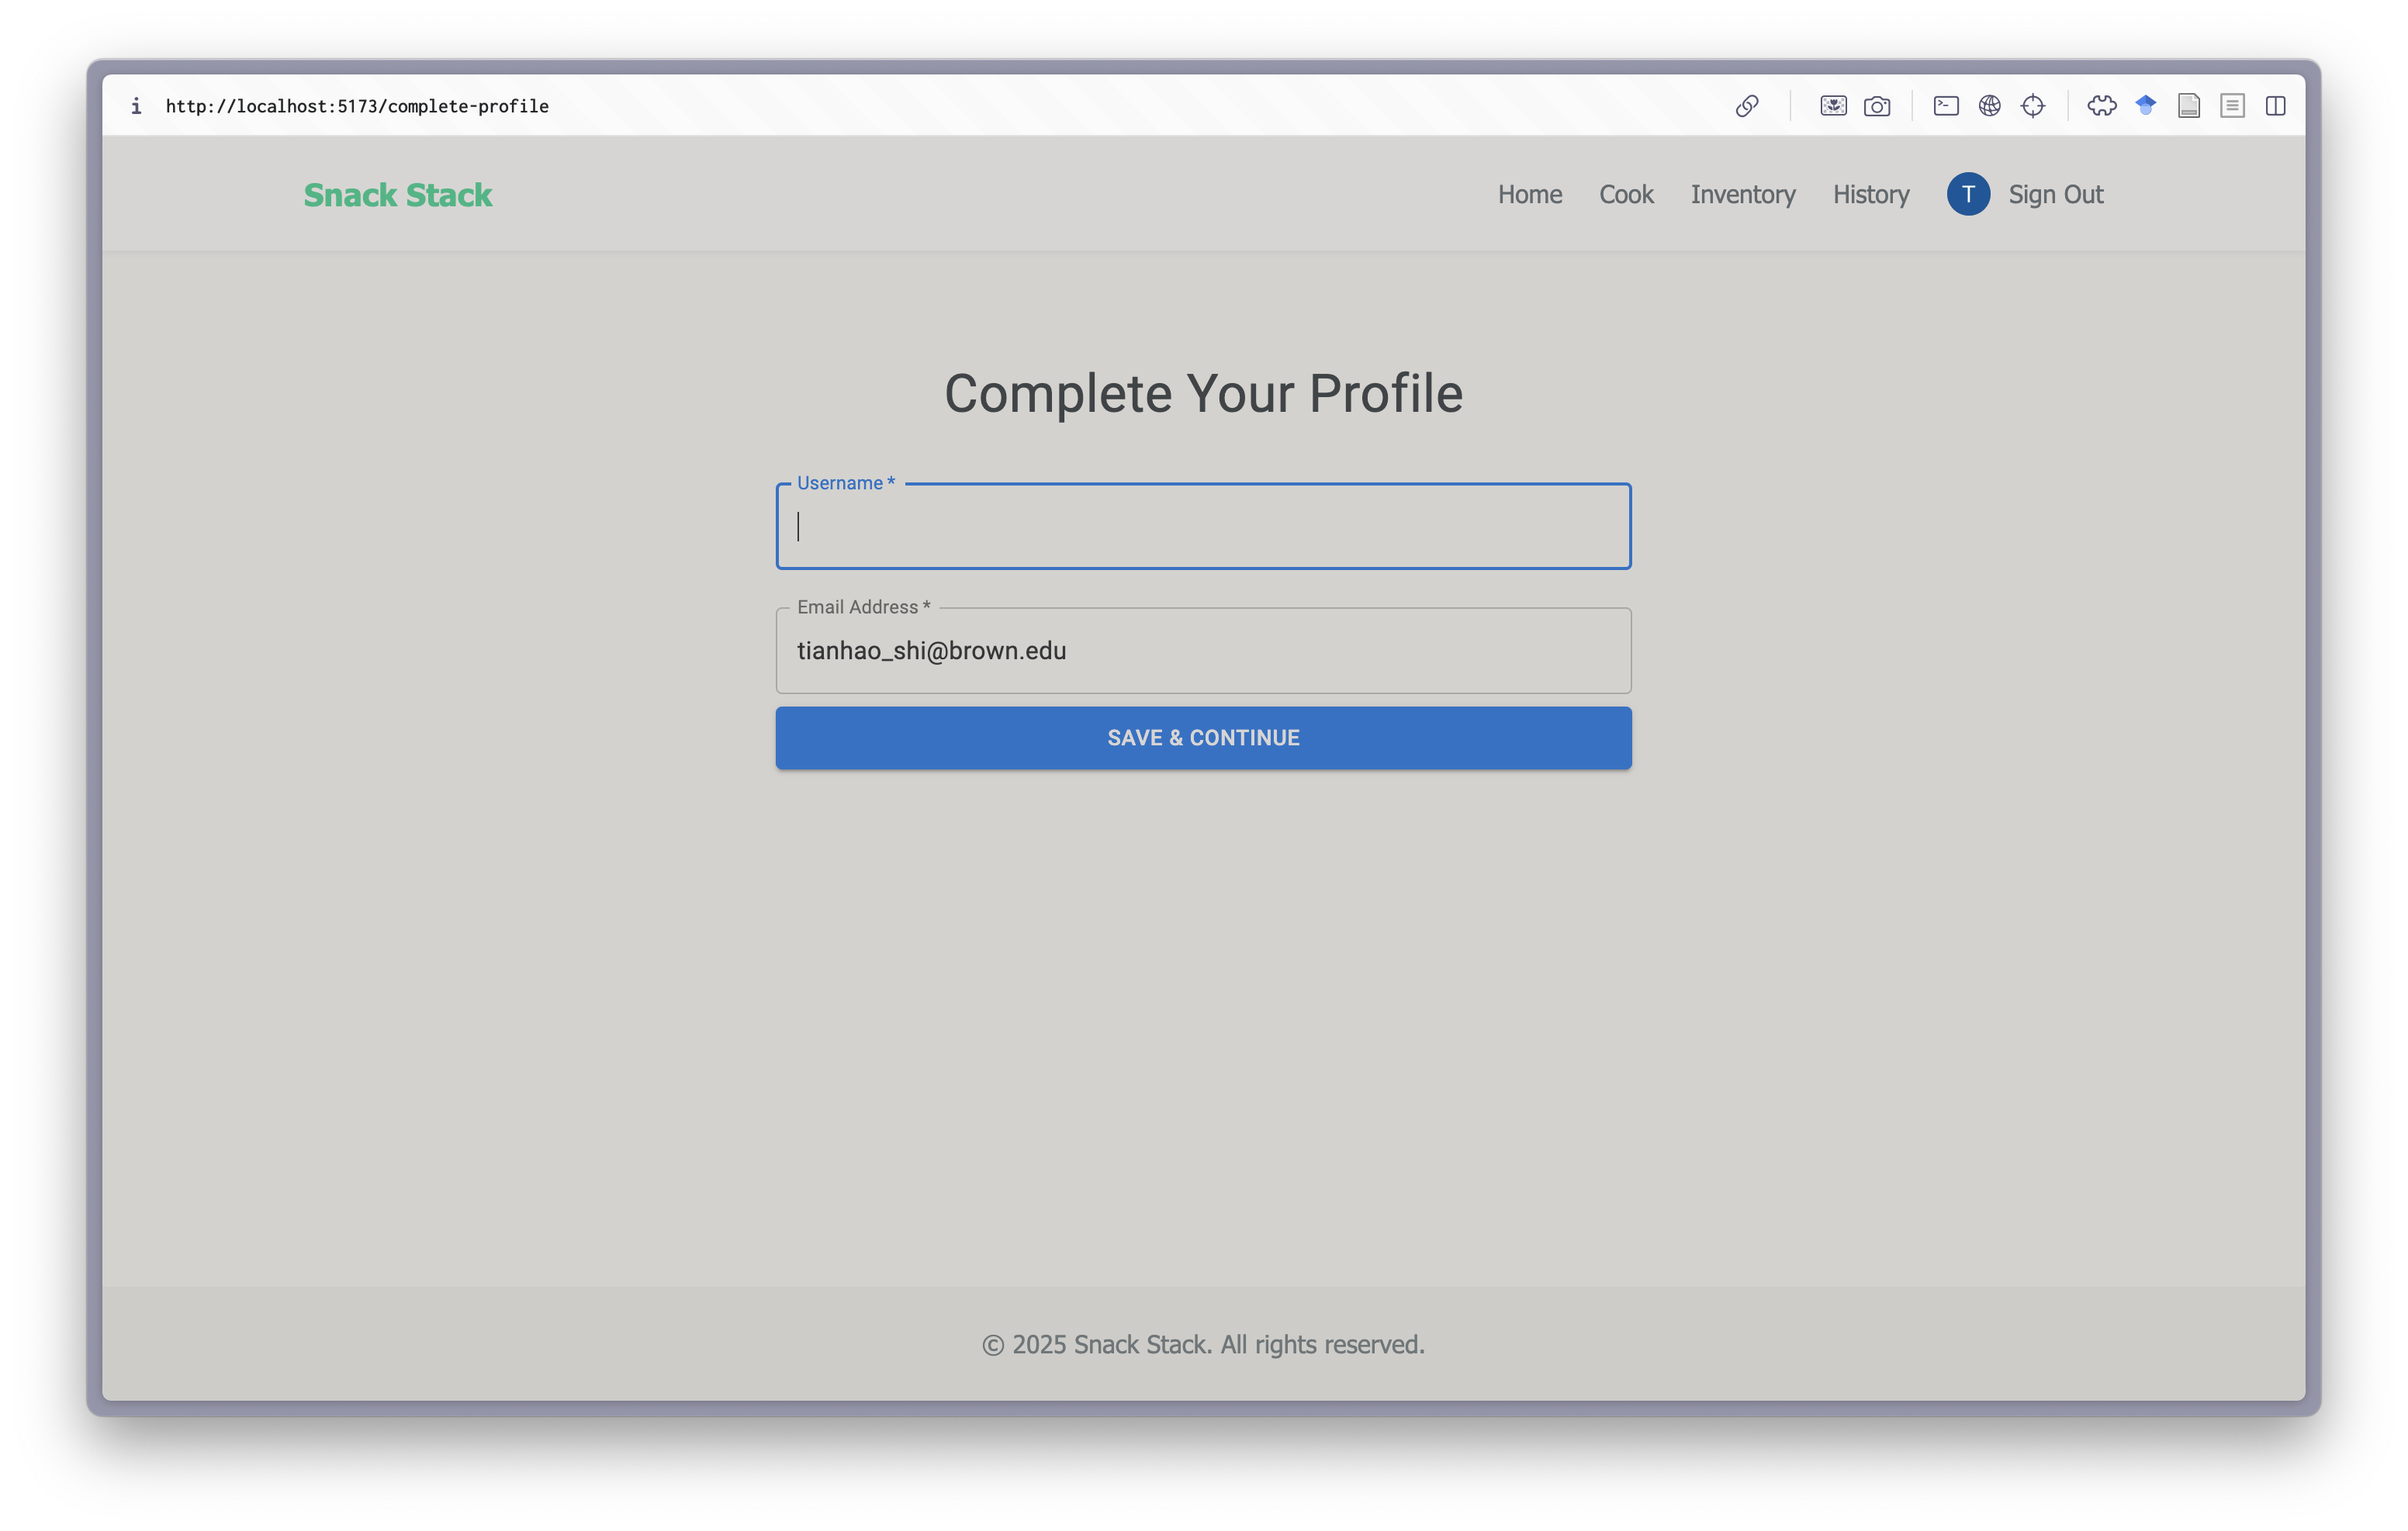 http://localhost:5173/complete-profile
Snack Stack
Home Cook Inventory History T Sign Out
Complete Your Profile
Username *
Email Address *
tianhao_shi@brown.edu
SAVE & CONTINUE
© 2025 Snack Stack. All rights reserved.